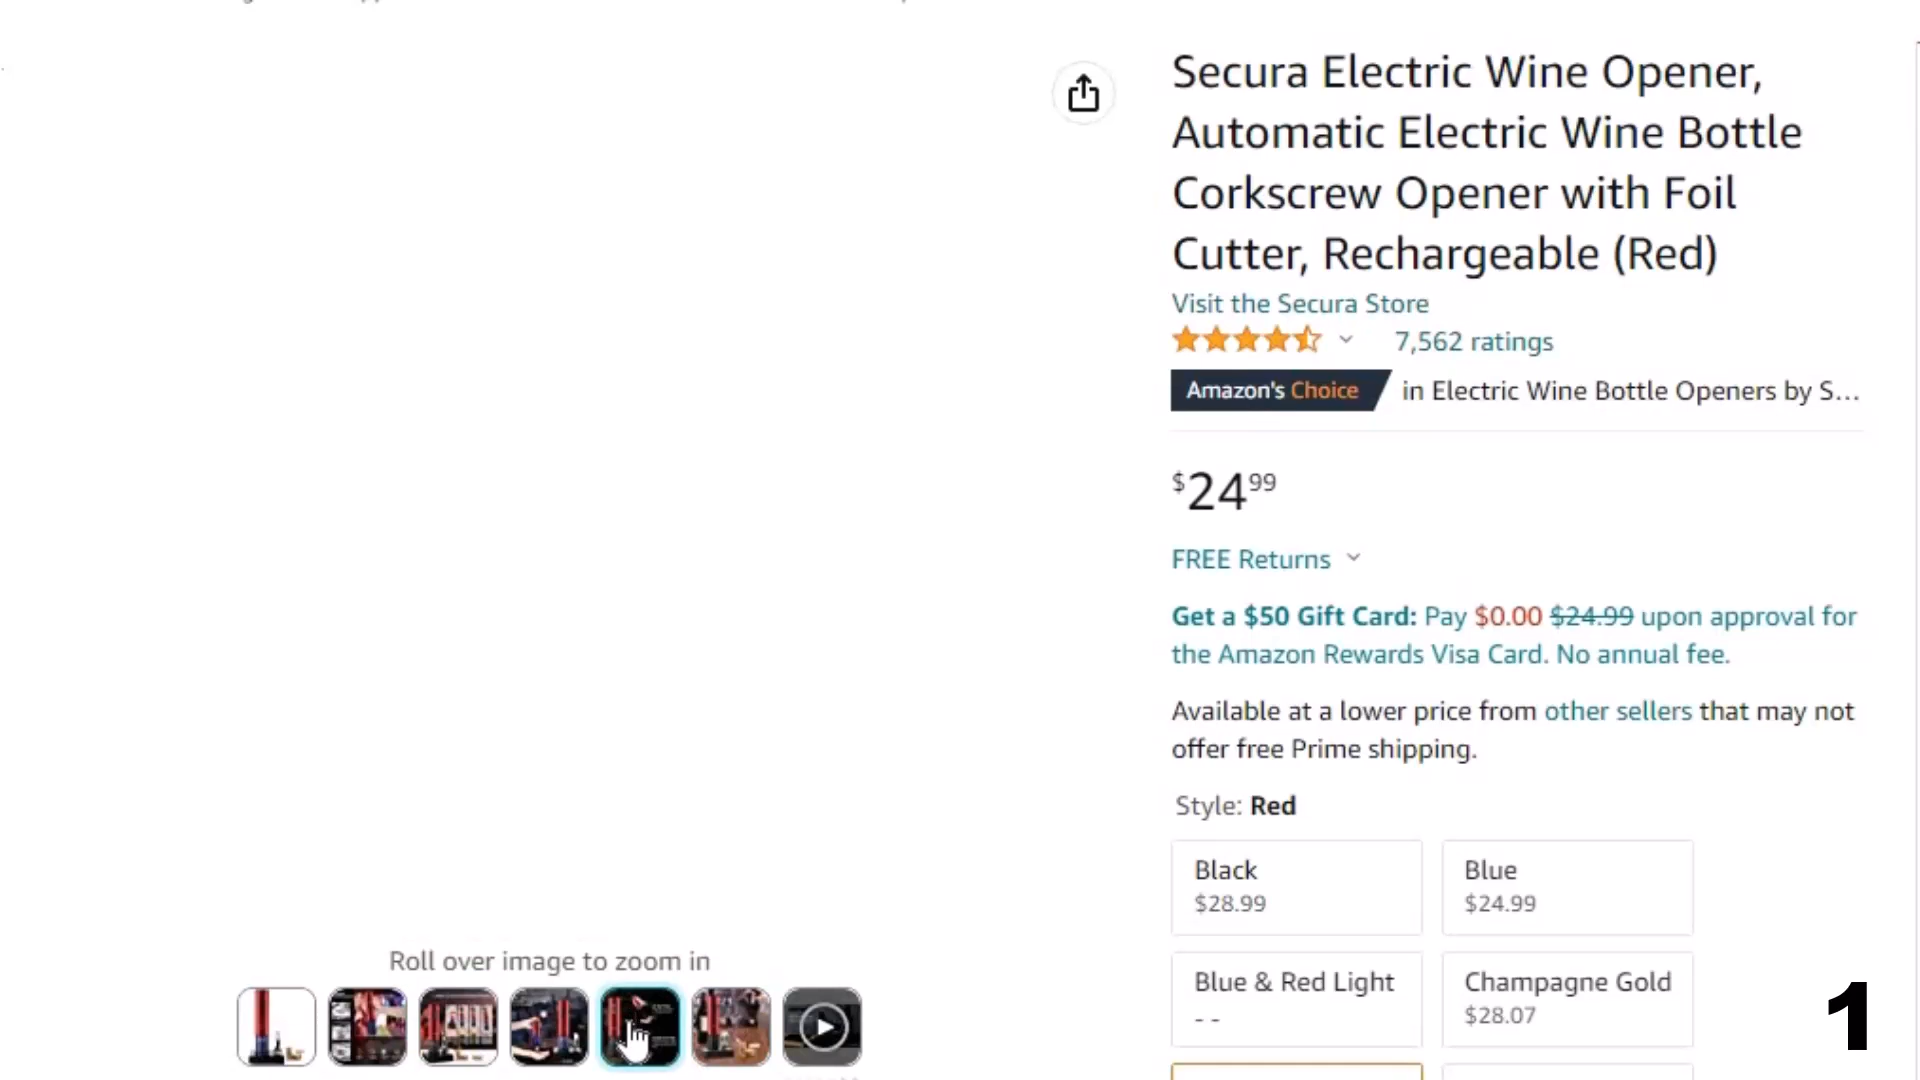 Secura Electric Wine Opener,
Automatic Electric Wine Bottle
Corkscrew Opener with Foil
Cutter, Rechargeable (Red)
Visit the Secura Store
7,562 ratings
Amazon's Choice in Electric Wine Bottle Openers by S...
$24 99
FREE Returns
Get a $50 Gift Card: Pay $0.00 $24.99 upon approval for
the Amazon Rewards Visa Card. No annual fee.
Available at a lower price from other sellers that may not
offer free Prime shipping.
Style: Red
Black
$28.99
Blue
$24.99
Blue & Red Light
- -
Champagne Gold
$28.07
Roll over image to zoom in
1